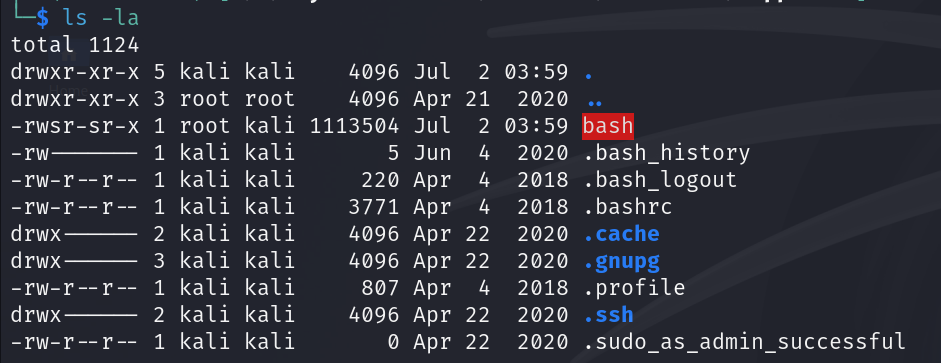 └─$ ls -la
total 1124
drwxr-xr-x 5 kali kali    4096 Jul  2 03:59 .
drwxr-xr-x 3 root root    4096 Apr 21  2020 ..
-rwsr-sr-x 1 root kali 1113504 Jul  2 03:59 bash
-rw------- 1 kali kali       5 Jun  4  2020 .bash_history
-rw-r--r-- 1 kali kali     220 Apr  4  2018 .bash_logout
-rw-r--r-- 1 kali kali    3771 Apr  4  2018 .bashrc
drwx------ 2 kali kali    4096 Apr 22  2020 .cache
drwx------ 3 kali kali    4096 Apr 22  2020 .gnupg
-rw-r--r-- 1 kali kali     807 Apr  4  2018 .profile
drwx------ 2 kali kali    4096 Apr 22  2020 .ssh
-rw-r--r-- 1 kali kali       0 Apr 22  2020 .sudo_as_admin_successful